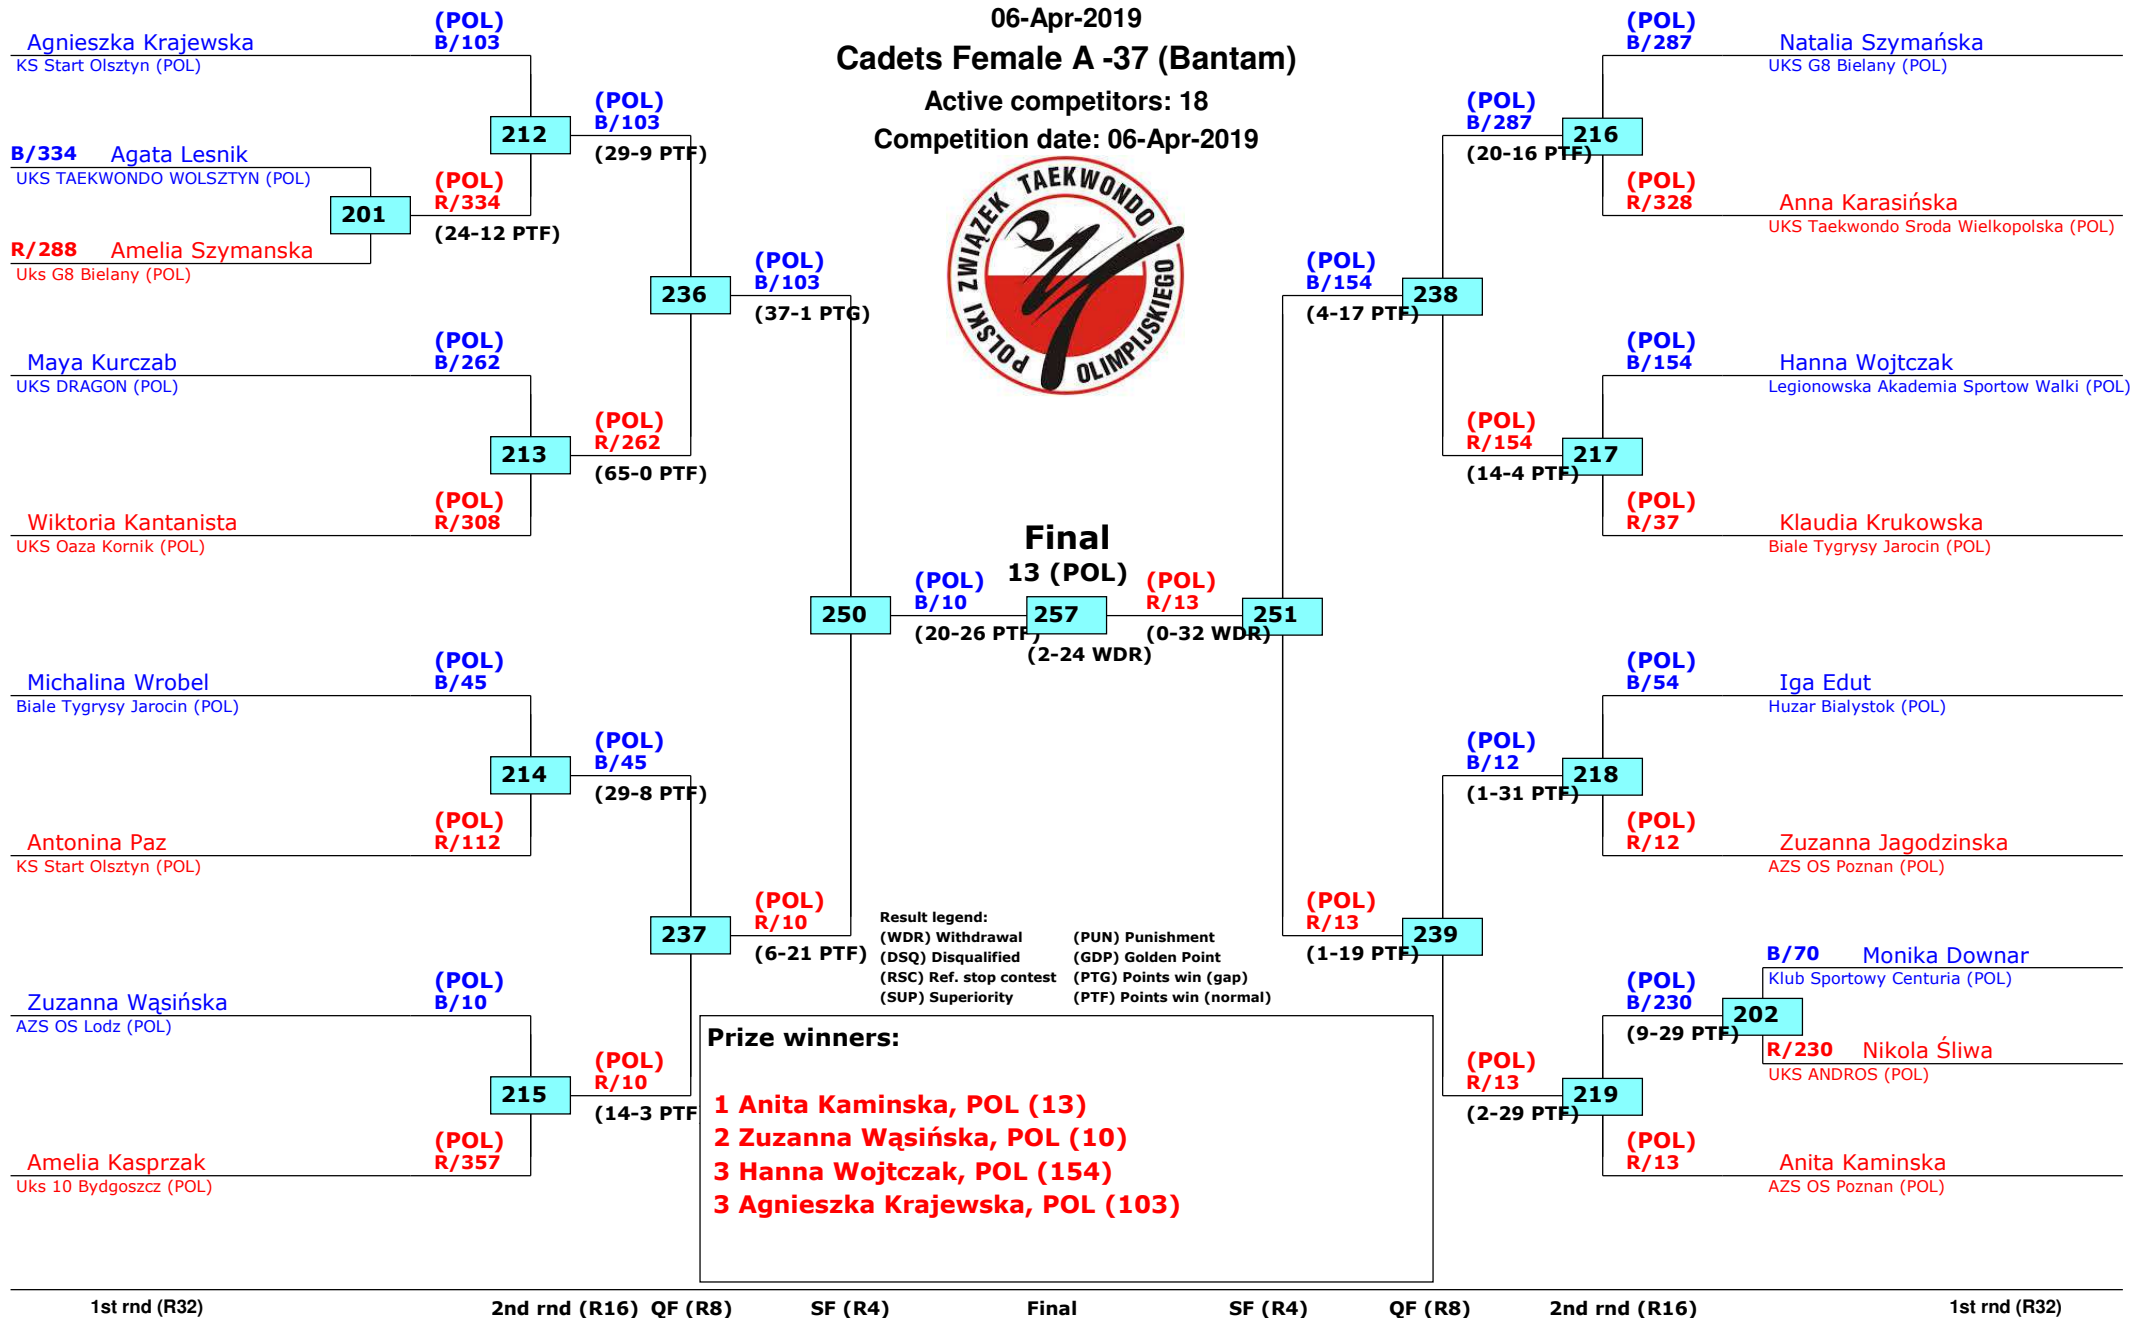 06-Apr-2019
Cadets Female A -37 (Bantam)
Active competitors: 18
Competition date: 06-Apr-2019
POLSKI ZWIĄZEK TAEKWONDO OLIMPIJSKIEGO
Agnieszka Krajewska
KS Start Olsztyn (POL)
(POL)
B/103
B/334 Agata Lesnik
UKS TAEKWONDO WOLSZTYN (POL)
R/288 Amelia Szymanska
Uks G8 Bielany (POL)
201
(POL)
R/334
(24-12 PTF)
212
(POL)
B/103
(29-9 PTF)
Maya Kurczab
UKS DRAGON (POL)
(POL)
B/262
Wiktoria Kantanista
UKS Oaza Kornik (POL)
(POL)
R/308
213
(POL)
R/262
(65-0 PTF)
236
(POL)
B/103
(37-1 PTG)
Michalina Wrobel
Biale Tygrysy Jarocin (POL)
(POL)
B/45
Antonina Paz
KS Start Olsztyn (POL)
(POL)
R/112
214
(POL)
B/45
(29-8 PTF)
Zuzanna Wąsińska
AZS OS Lodz (POL)
(POL)
B/10
Amelia Kasprzak
Uks 10 Bydgoszcz (POL)
(POL)
R/357
215
(POL)
R/10
(14-3 PTF
237
(POL)
R/10
(6-21 PTF)
250
(POL)
B/10
(20-26 PTF)
Final
13 (POL)
257
(2-24 WDR)
(POL)
R/13
(0-32 WDR)
251
(POL)
B/154
(4-17 PTF)
238
(POL)
B/287
(20-16 PTF)
216
(POL)
B/287
Natalia Szymańska
UKS G8 Bielany (POL)
(POL)
R/328
Anna Karasińska
UKS Taekwondo Sroda Wielkopolska (POL)
(POL)
R/154
(14-4 PTF)
217
(POL)
B/154
Hanna Wojtczak
Legionowska Akademia Sportow Walki (POL)
(POL)
R/37
Klaudia Krukowska
Biale Tygrysy Jarocin (POL)
(POL)
R/13
(1-19 PTF)
239
(POL)
B/12
(1-31 PTF)
218
(POL)
B/54
Iga Edut
Huzar Bialystok (POL)
(POL)
R/12
Zuzanna Jagodzinska
AZS OS Poznan (POL)
(POL)
R/13
(2-29 PTF)
219
(POL)
B/230
(9-29 PTF)
202
B/70 Monika Downar
Klub Sportowy Centuria (POL)
R/230 Nikola Śliwa
UKS ANDROS (POL)
(POL)
R/13
Anita Kaminska
AZS OS Poznan (POL)
Result legend:
(WDR) Withdrawal (PUN) Punishment
(DSQ) Disqualified (GDP) Golden Point
(RSC) Ref. stop contest (PTG) Points win (gap)
(SUP) Superiority (PTF) Points win (normal)
Prize winners:
1 Anita Kaminska, POL (13)
2 Zuzanna Wąsińska, POL (10)
3 Hanna Wojtczak, POL (154)
3 Agnieszka Krajewska, POL (103)
1st rnd (R32) 2nd rnd (R16) QF (R8) SF (R4) Final SF (R4) QF (R8) 2nd rnd (R16) 1st rnd (R32)